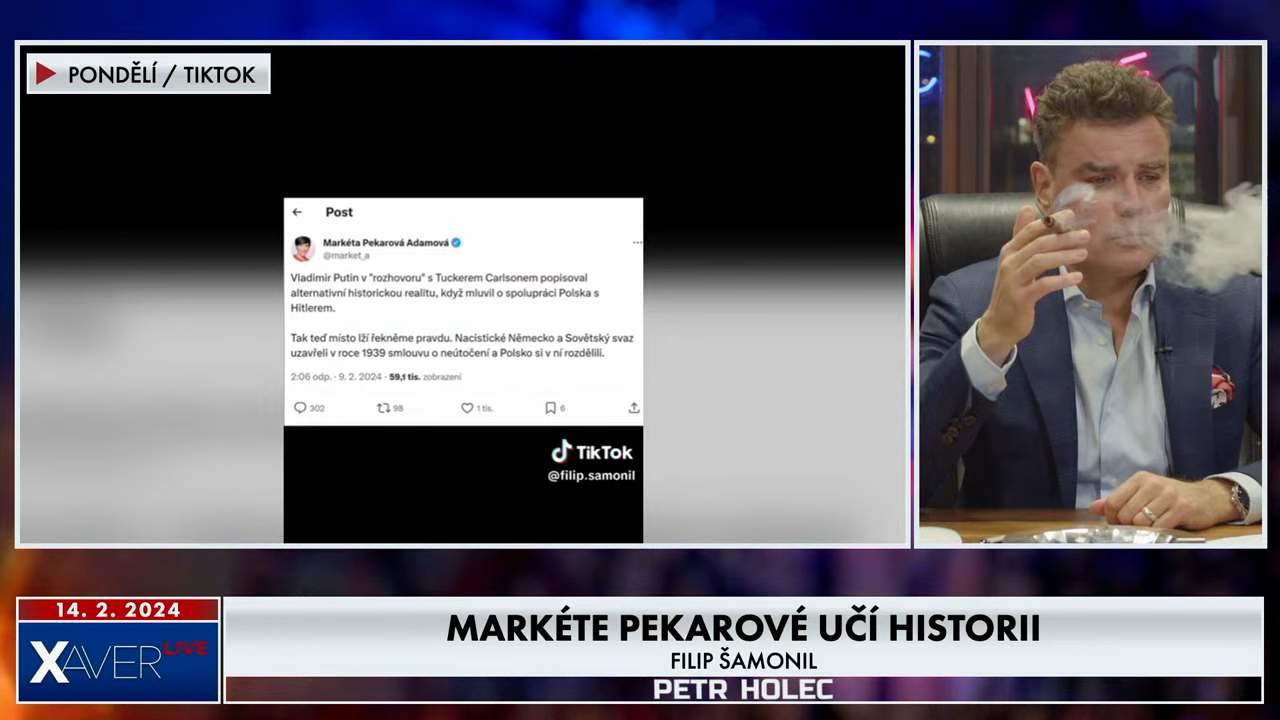 PONDĚLÍ / TIKTOK
Post
Markéta Pekarová Adamová
@market_a
Vladimir Putin v "rozhovoru" s Tuckerem Carlsonem popisoval
alternativní historickou realitu, když mluvil o spolupráci Polska s
Hitlerem.
Tak teď místo lží řekněme pravdu. Nacistické Německo a Sovětský svaz
uzavřeli v roce 1939 smlouvu o neútočení a Polsko si v ní rozdělili.
2:06 odp. · 9. 2. 2024 · 59,1 tis. zobrazení
302 98 1 tis. 6
TikTok
@filip.samonil
14. 2. 2024
XAVER LIVE
MARKÉTE PEKAROVÉ UČÍ HISTORII
FILIP ŠAMONIL
PETR HOLEC